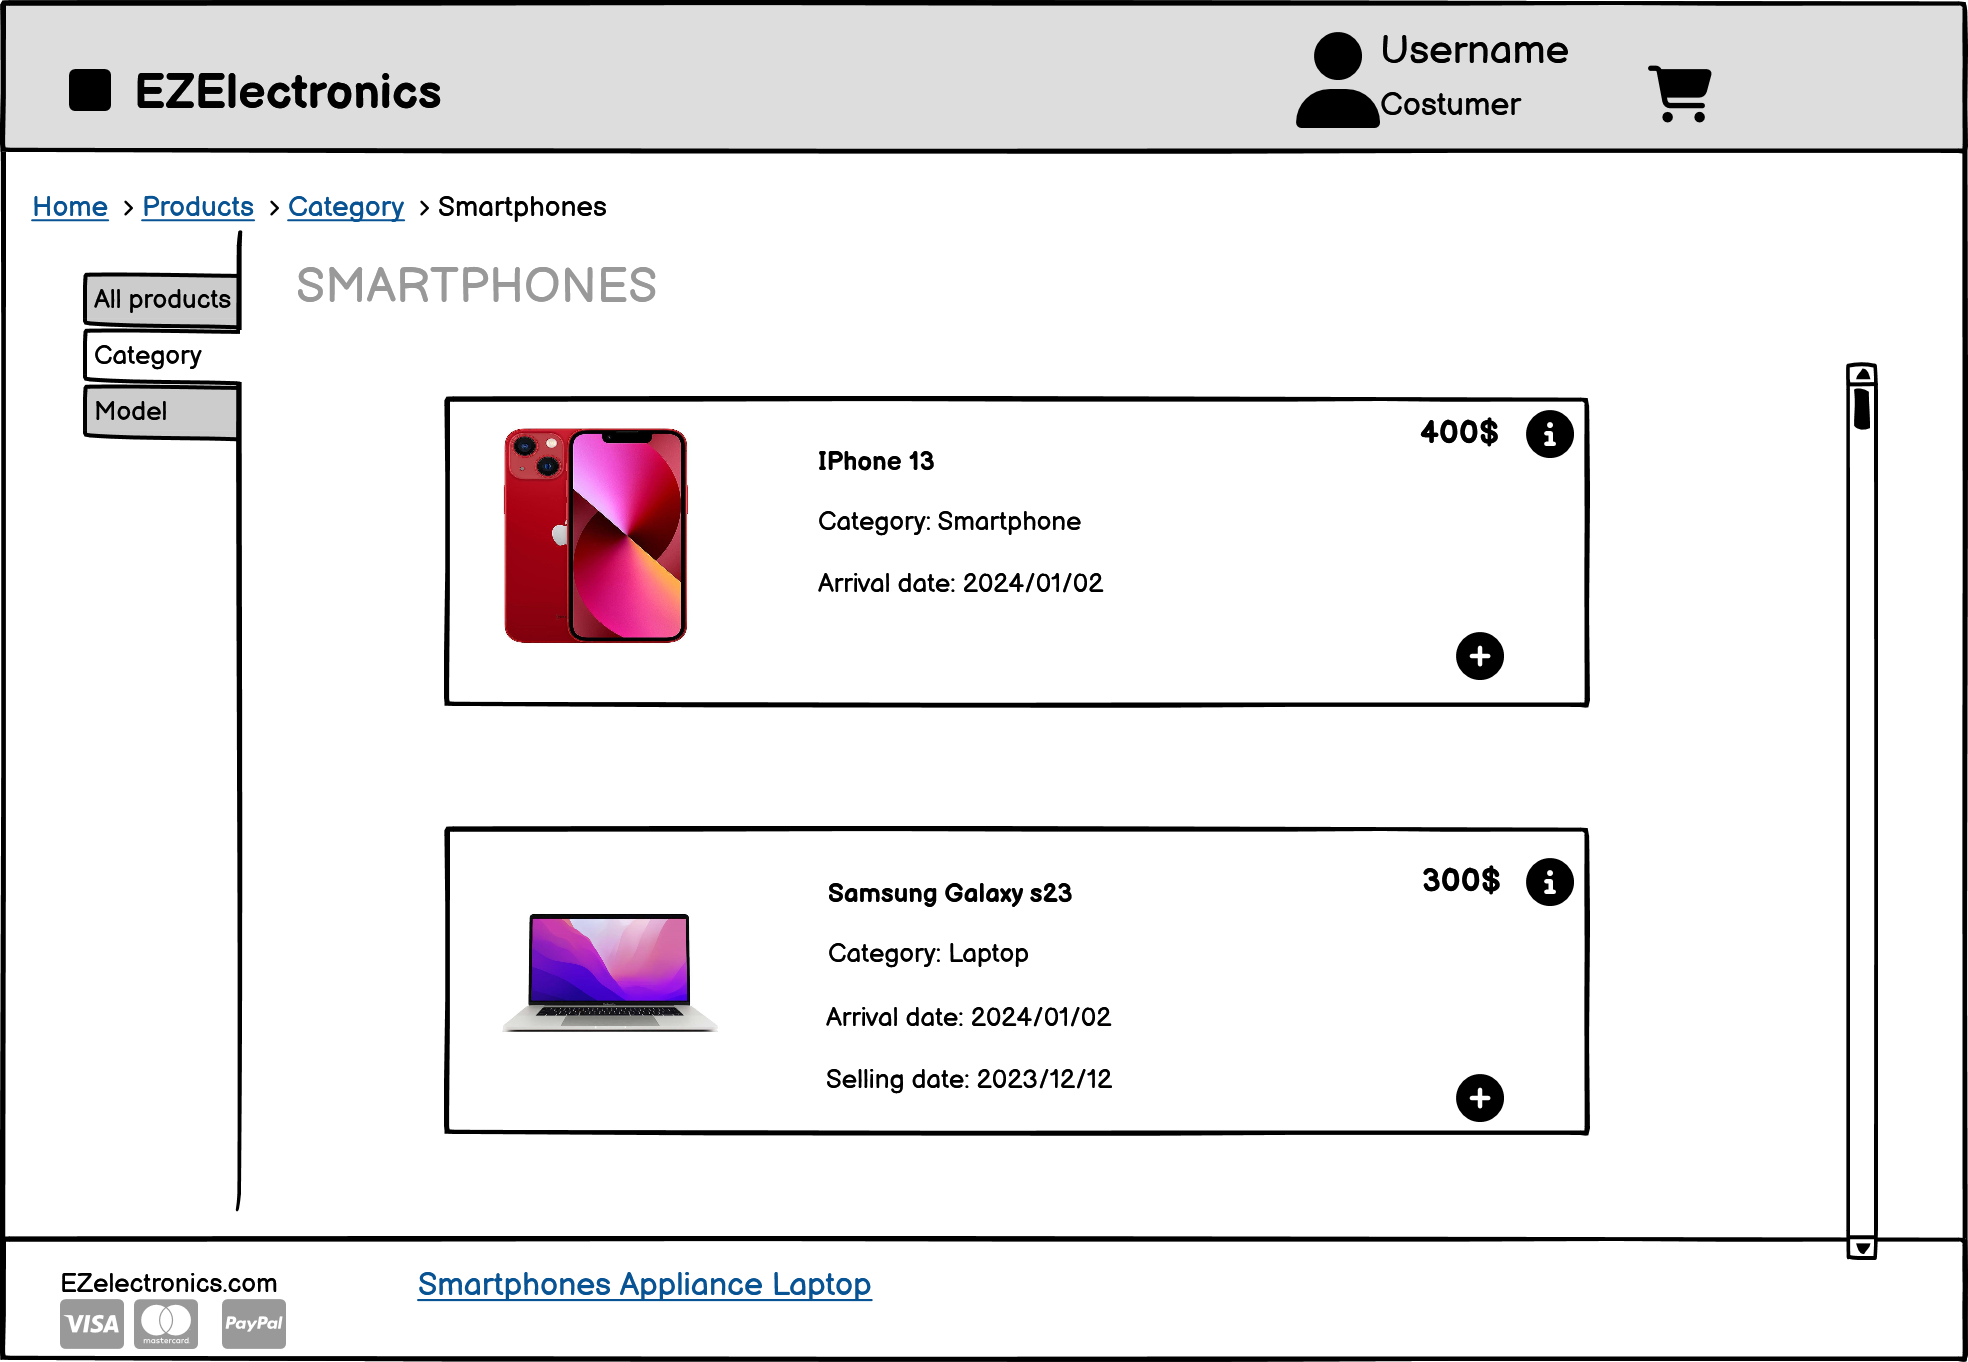 EZElectronics
Username
Costumer
Home > Products > Category > Smartphones
All products
Category
Model
SMARTPHONES
400$
IPhone 13
Category: Smartphone
Arrival date: 2024/01/02
300$
Samsung Galaxy s23
Category: Laptop
Arrival date: 2024/01/02
Selling date: 2023/12/12
EZelectronics.com
Smartphones Appliance Laptop
VISA
mastercard
PayPal